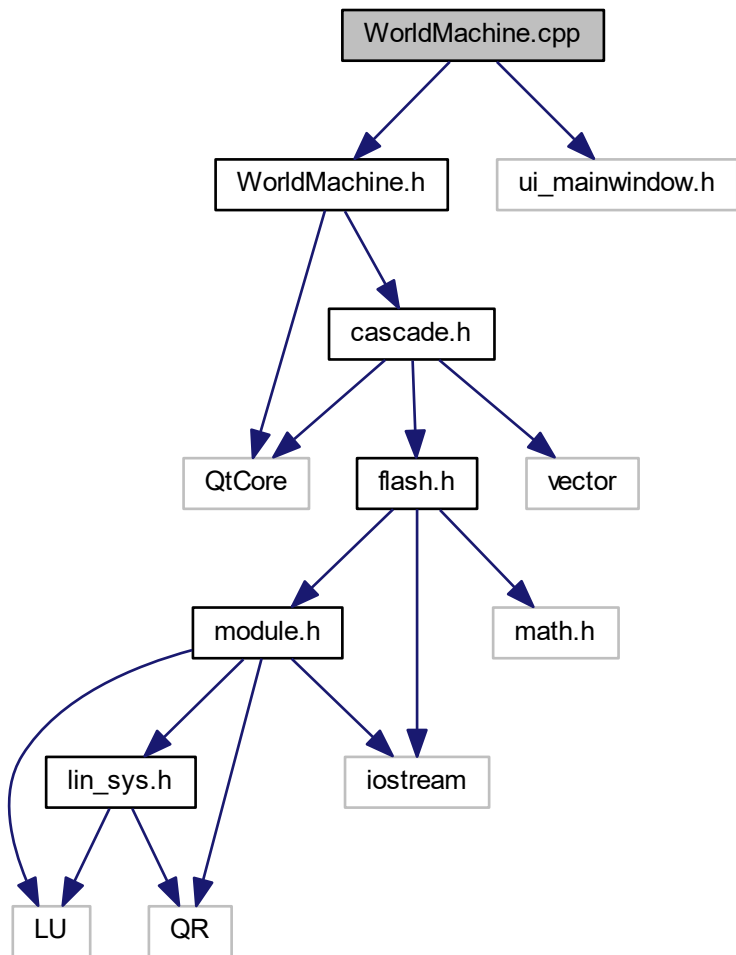 WorldMachine.cpp
WorldMachine.h
ui_mainwindow.h
cascade.h
QtCore
flash.h
vector
module.h
math.h
lin_sys.h
iostream
LU
QR